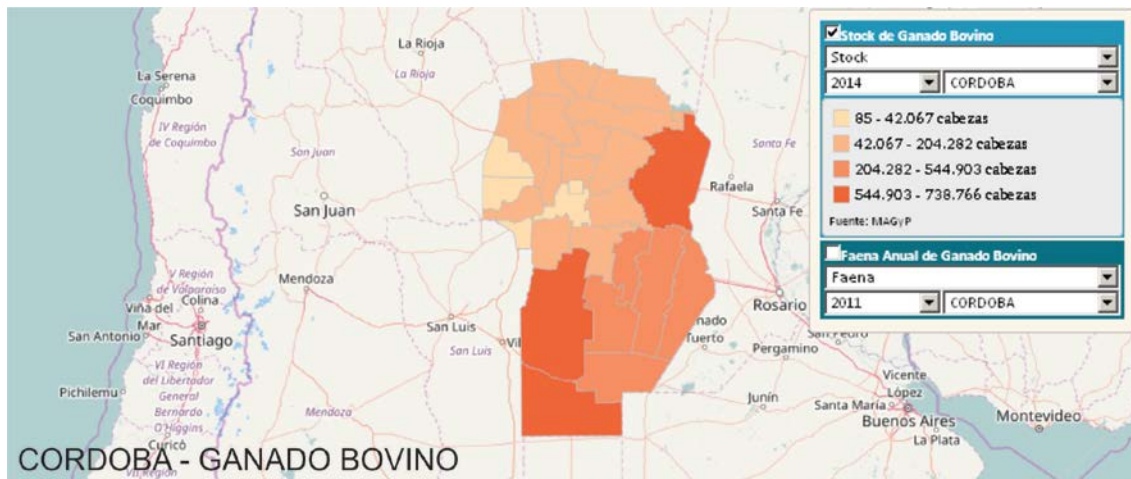 La Rioja
La Rioja
La Serena
Coquimbo
IV Región
de Coquimbo
San Juan
San Juan
Santa Fe
Rafaela
Santa Fe
V Región
de Valparaíso
Mendoza
Viña del
Mar
Colina
San Antonio
Santiago
San Luis
San Luis
Rosario
Tuerto
Pergamino
VI Región
del Libertador
General
Bernardo
O'Higgins
Pichilemu
Mendoza
Junín
Vicente
López
Santa María
Buenos Aires
La Plata
Montevideo
Curicó
CORDOBA - GANADO BOVINO
Stock de Ganado Bovino
Stock
2014 CORDOBA
85 - 42.067 cabezas
42.067 - 204.282 cabezas
204.282 - 544.903 cabezas
544.903 - 738.766 cabezas
Fuente: MAGyP
Faena Anual de Ganado Bovino
Faena
2011 CORDOBA